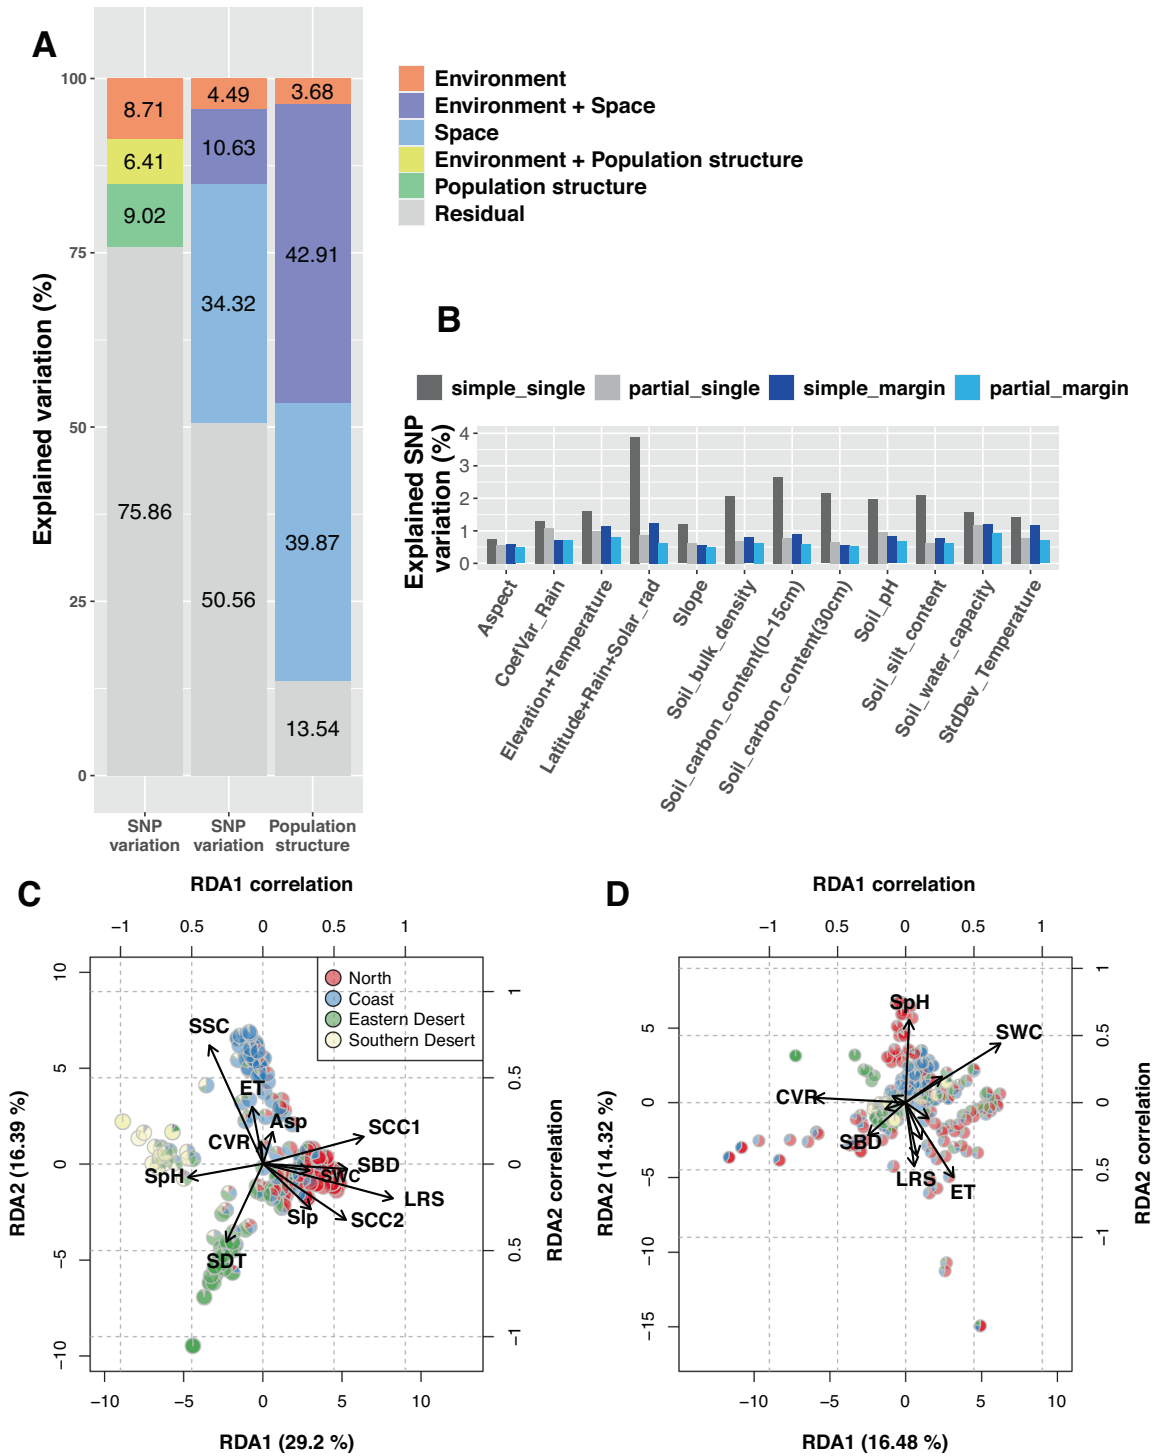 A
100
75
50
25
0
Explained variation (%)
8.71
6.41
9.02
75.86
4.49
10.63
34.32
50.56
3.68
42.91
39.87
13.54
SNP
variation
SNP
variation
Population
structure
Environment
Environment + Space
Space
Environment + Population structure
Population structure
Residual
B
simple_single
partial_single
simple_margin
partial_margin
Explained SNP
variation (%)
4
3
2
1
0
Aspect
CoefVar_Rain
Elevation+Temperature
Latitude+Rain+Solar_rad
Slope
Soil_bulk_density
Soil_carbon_content(0−15cm)
Soil_carbon_content(30cm)
Soil_pH
Soil_silt_content
Soil_water_capacity
StdDev_Temperature
C
RDA1 correlation
−1 −0.5 0 0.5 1
North
Coast
Eastern Desert
Southern Desert
SSC
ET
Asp
CVR
SCC1
SBD
SWC
SpH
LRS
Slp
SCC2
SDT
10
5
0
−5
−10
RDA2 (16.39 %)
1
0.5
0
0.5
−1
RDA2 correlation
−10 −5 0 5 10
RDA1 (29.2 %)
D
RDA1 correlation
−1 −0.5 0 0.5 1
SpH
SWC
CVR
SBD
LRS
ET
5
0
−5
−10
−15
RDA2 (14.32 %)
1
0.5
0
0.5
−1
RDA2 correlation
−10 −5 0 5 10
RDA1 (16.48 %)